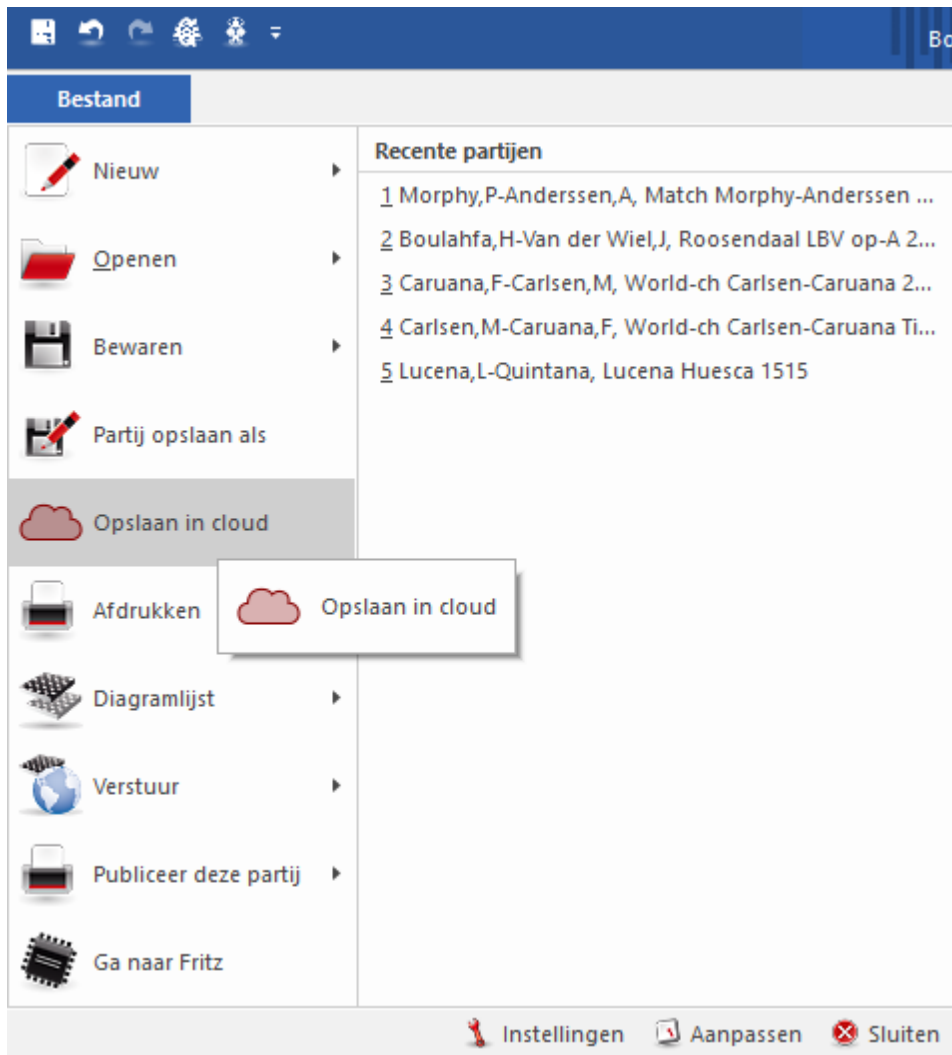 Bo
Bestand
Nieuw
Openen
Bewaren
Partij opslaan als
Opslaan in cloud
Afdrukken
Diagramlijst
Verstuur
Publiceer deze partij
Ga naar Fritz
Recente partijen
1 Morphy,P-Anderssen,A, Match Morphy-Anderssen ...
2 Boulahfa,H-Van der Wiel,J, Roosendaal LBV op-A 2...
3 Caruana,F-Carlsen,M, World-ch Carlsen-Caruana 2...
4 Carlsen,M-Caruana,F, World-ch Carlsen-Caruana Ti...
5 Lucena,L-Quintana, Lucena Huesca 1515
Opslaan in cloud
Instellingen Aanpassen Sluiten